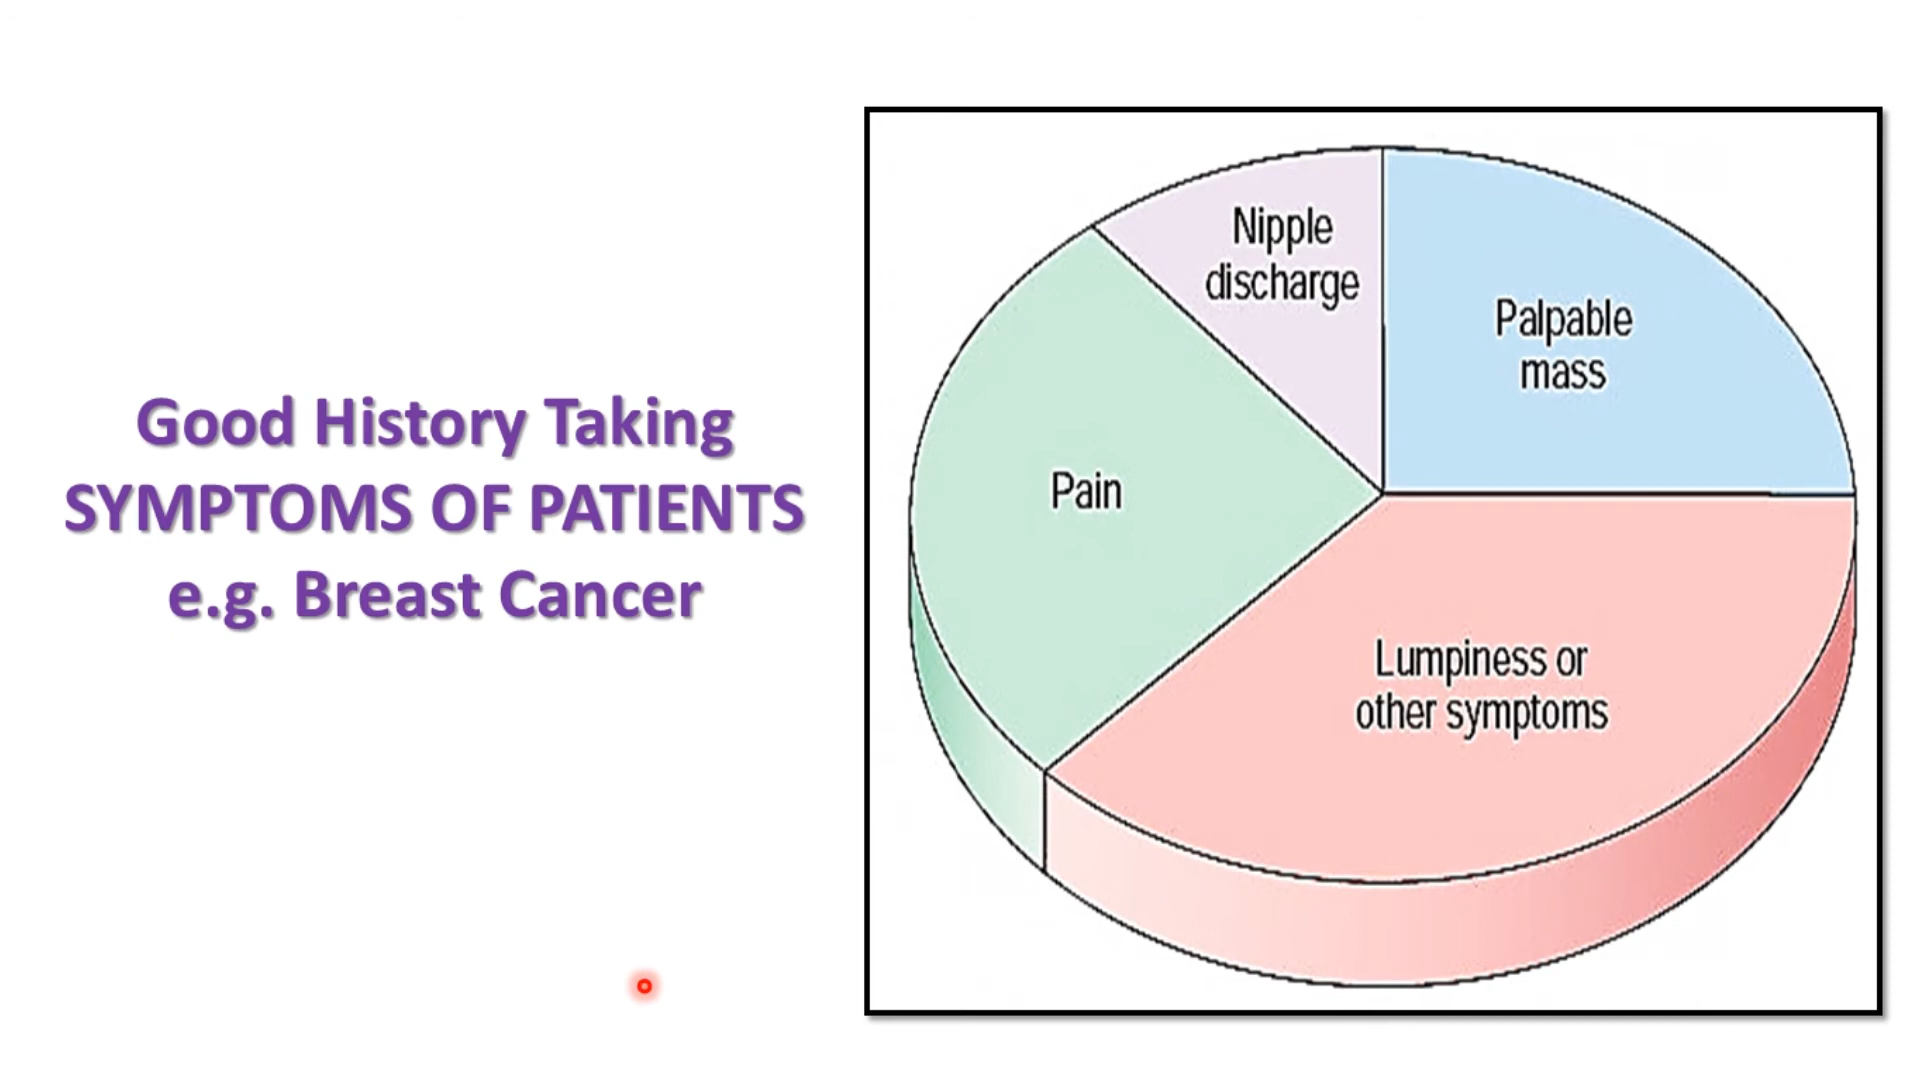 Good History Taking
SYMPTOMS OF PATIENTS
e.g. Breast Cancer
Nipple
discharge
Palpable
mass
Pain
Lumpiness or
other symptoms